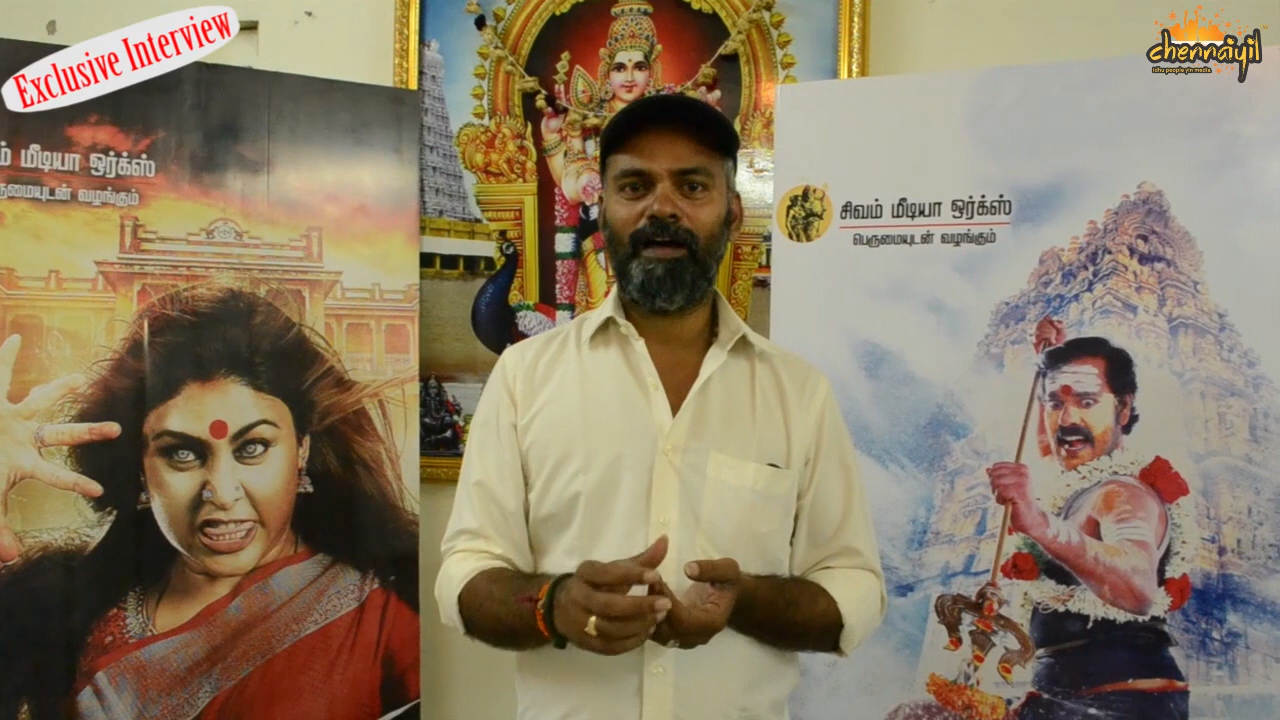 Exclusive Interview
chennaiyil
ம் மீடியா ஒர்க்ஸ்
ருமையுடன் வழங்கும்
சிவம் மீடியா ஒர்க்ஸ்
பெருமையுடன் வழங்கும்